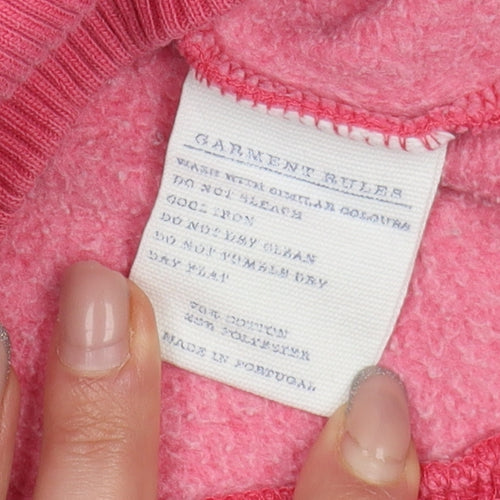 GARMENT RULES
WASH WITH SIMILAR COLOURS
DO NOT BLEACH
COOL IRON
DO NOT DRY CLEAN
DO NOT TUMBLE DRY
DRY FLAT
COTTON
POLYESTER
MADE IN PORTUGAL